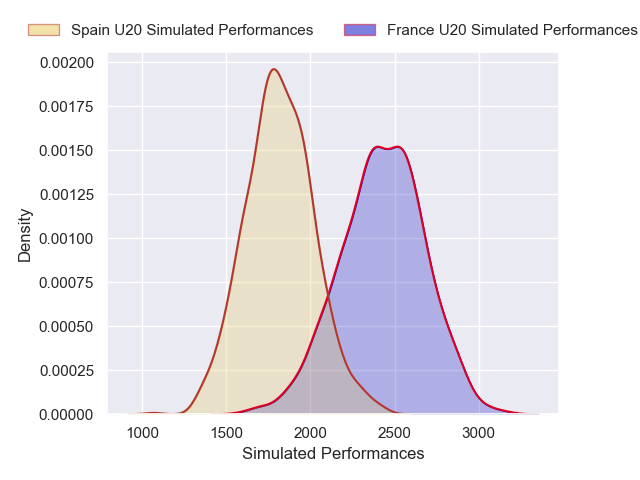 Spain U20 Simulated Performances
France U20 Simulated Performances
0.00200
0.00175
0.00150
0.00125
0.00100
0.00075
0.00050
0.00025
0.00000
Density
1000 1500 2000 2500 3000
Simulated Performances